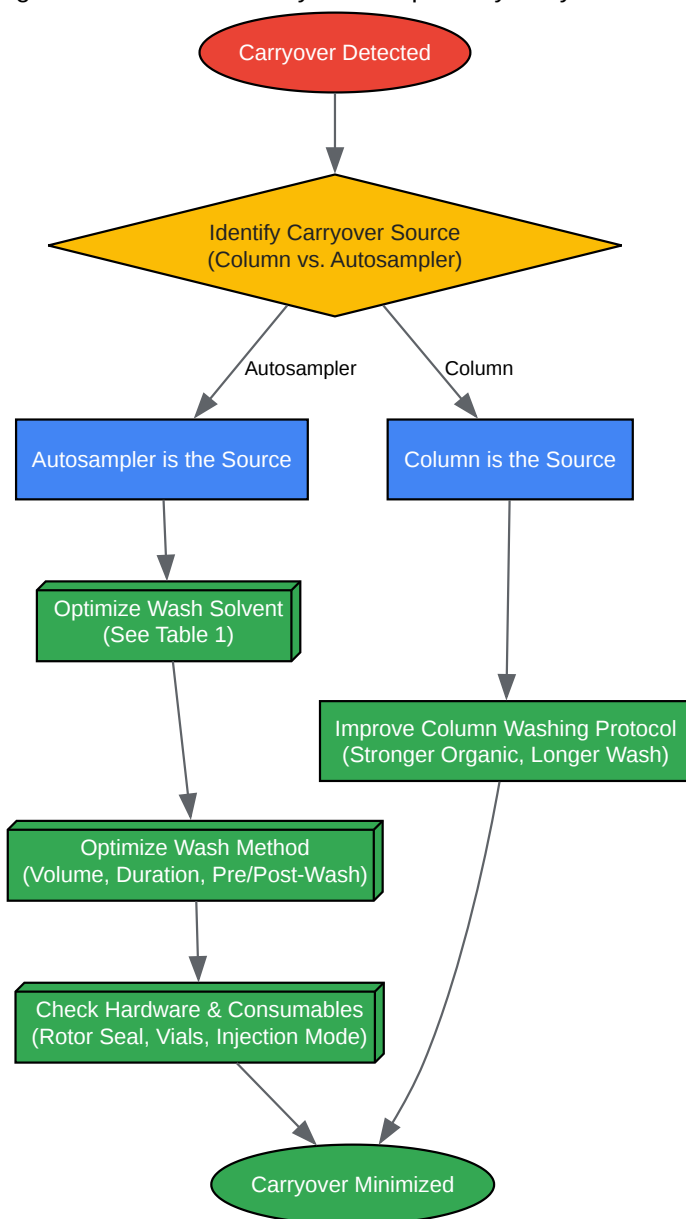 Carryover Detected
Identify Carryover Source
(Column vs. Autosampler)
Autosampler
Column
Autosampler is the Source
Column is the Source
Optimize Wash Solvent
(See Table 1)
Improve Column Washing Protocol
(Stronger Organic, Longer Wash)
Optimize Wash Method
(Volume, Duration, Pre/Post-Wash)
Check Hardware & Consumables
(Rotor Seal, Vials, Injection Mode)
Carryover Minimized